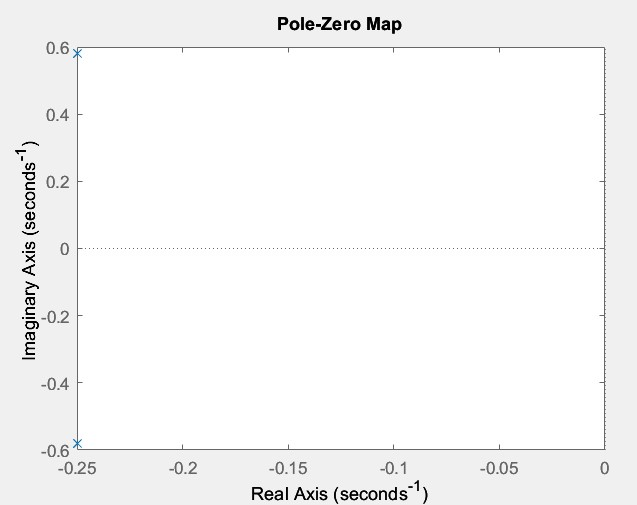 Pole-Zero Map
0.6
0.4
0.2
0
-0.2
-0.4
-0.6
Imaginary Axis (seconds⁻¹)
-0.25 -0.2 -0.15 -0.1 -0.05 0
Real Axis (seconds⁻¹)